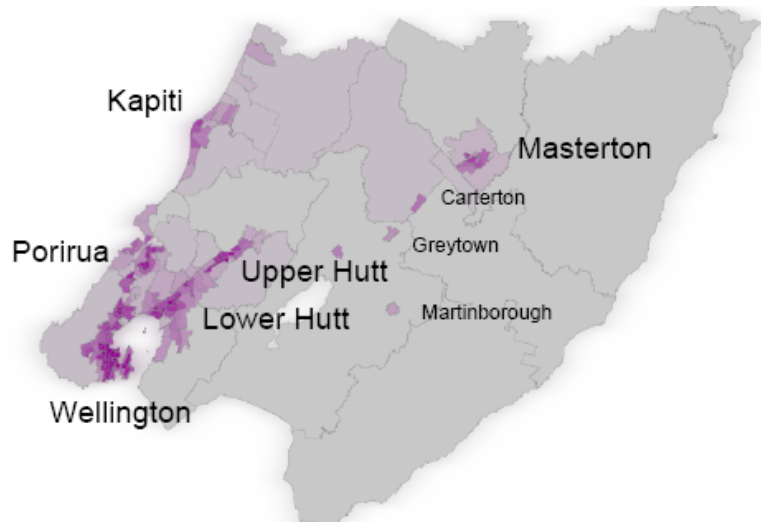 Kapiti
Masterton
Carterton
Greytown
Porirua
Upper Hutt
Martinborough
Lower Hutt
Wellington